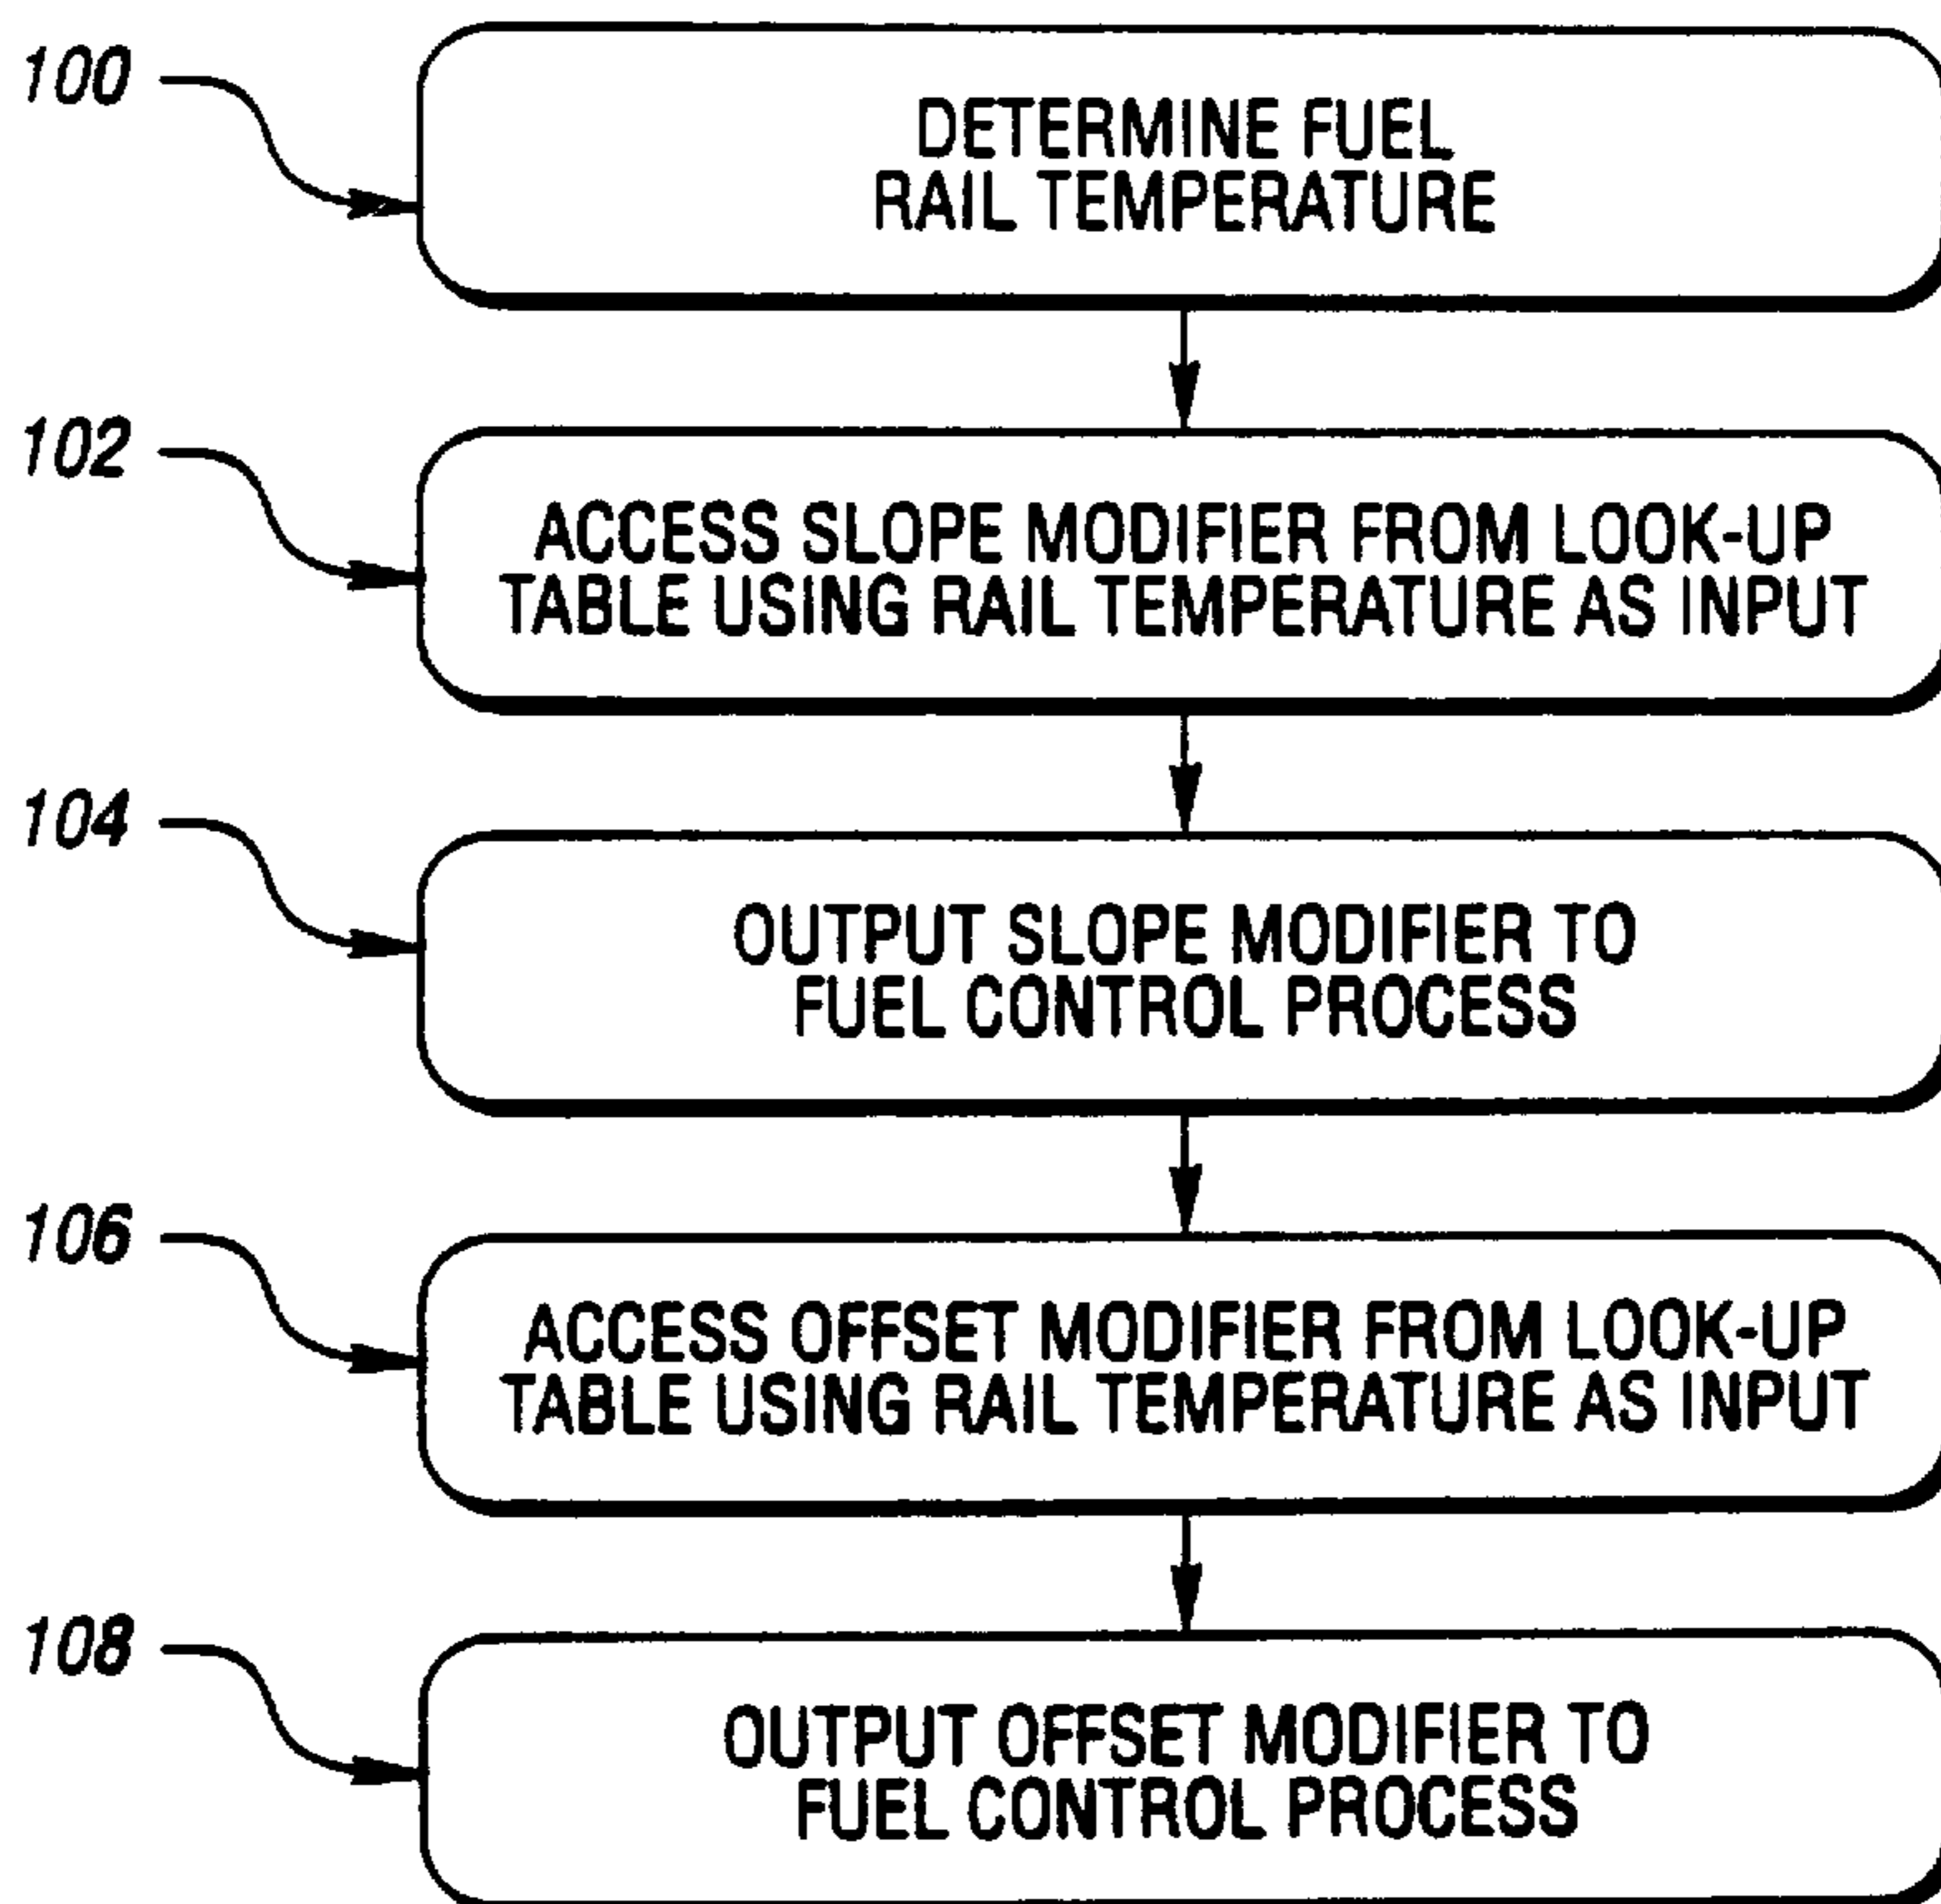 100
DETERMINE FUEL
RAIL TEMPERATURE
102
ACCESS SLOPE MODIFIER FROM LOOK-UP
TABLE USING RAIL TEMPERATURE AS INPUT
104
OUTPUT SLOPE MODIFIER TO
FUEL CONTROL PROCESS
106
ACCESS OFFSET MODIFIER FROM LOOK-UP
TABLE USING RAIL TEMPERATURE AS INPUT
108
OUTPUT OFFSET MODIFIER TO
FUEL CONTROL PROCESS